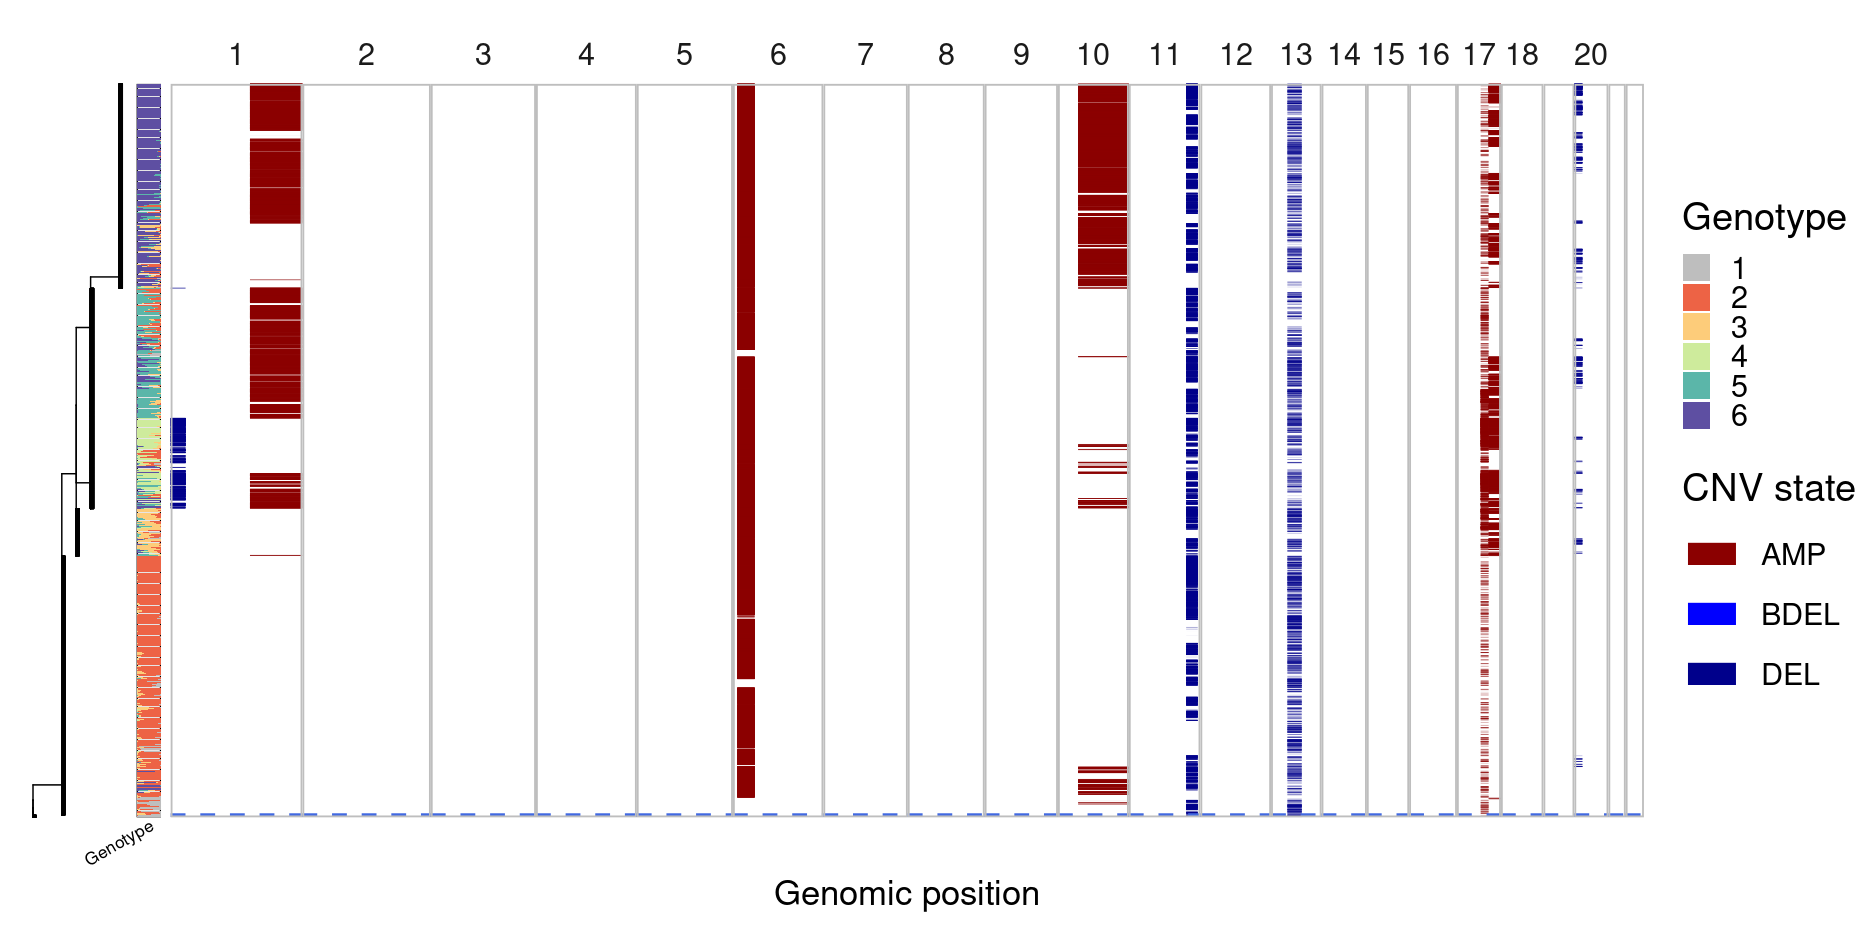 1 2 3 4 5 6 7 8 9 10 11 12 13 14 15 16 17 18 20
Genotype
1
2
3
4
5
6
CNV state
AMP
BDEL
DEL
Genotype
Genomic position